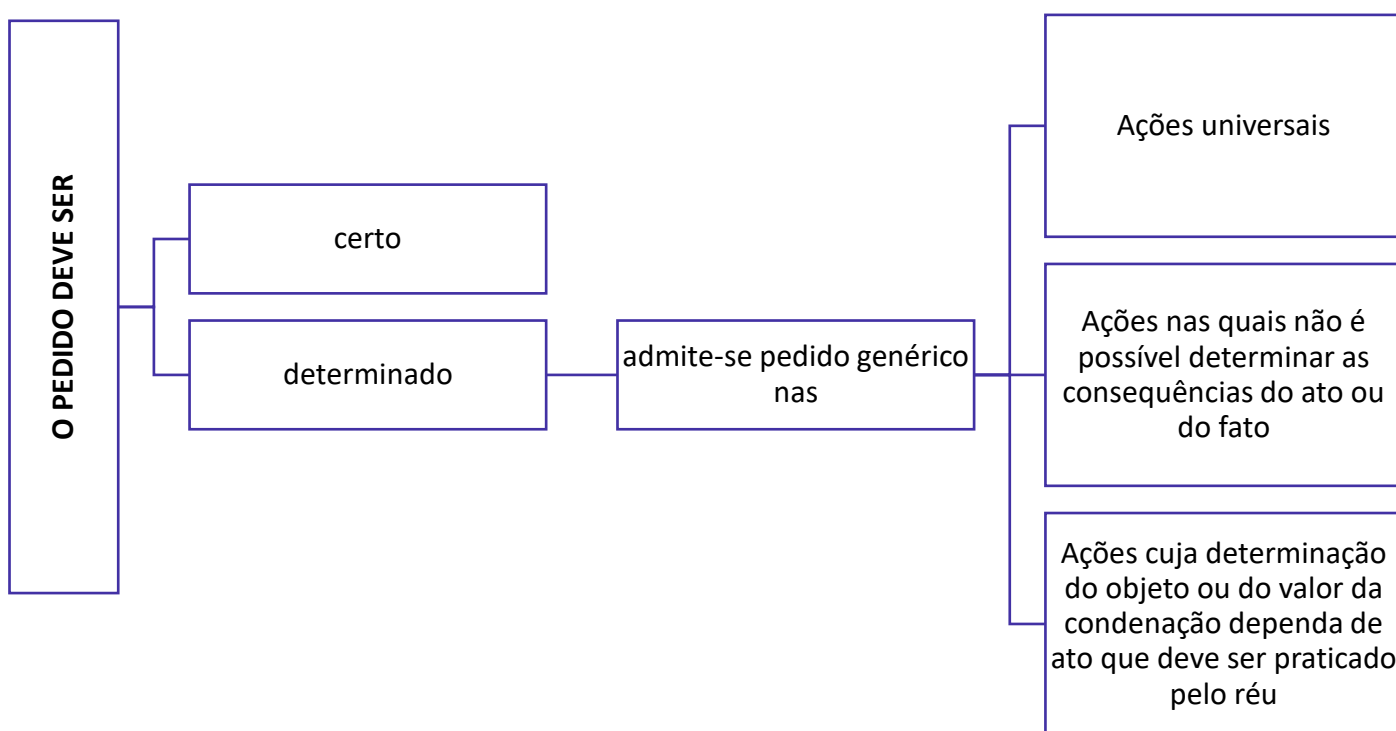 O PEDIDO DEVE SER
certo
determinado
admite-se pedido genérico
nas
Ações universais
Ações nas quais não é
possível determinar as
consequências do ato ou
do fato
Ações cuja determinação
do objeto ou do valor da
condenação dependa de
ato que deve ser praticado
pelo réu